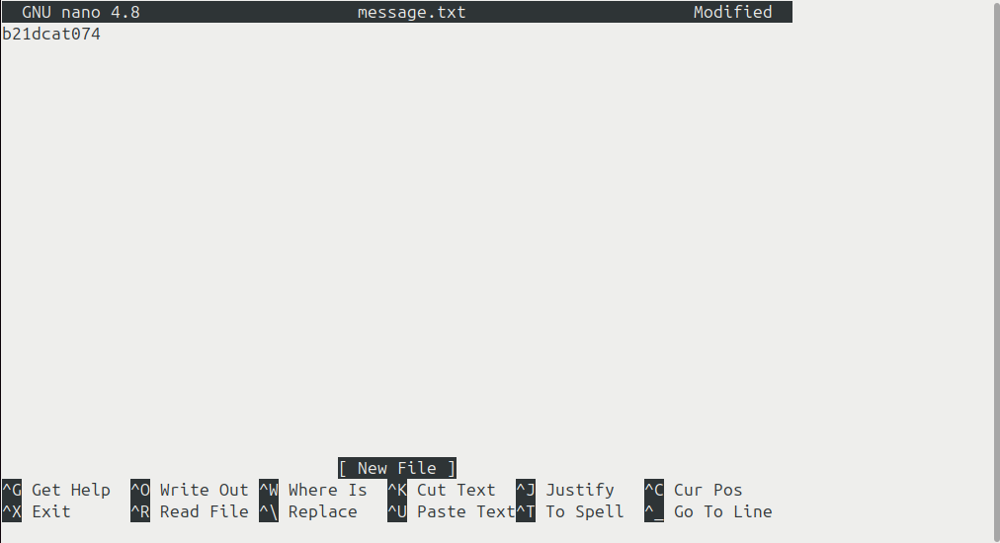 GNU nano 4.8 message.txt Modified
b21dcat074
[ New File ]
^G Get Help ^O Write Out ^W Where Is ^K Cut Text ^J Justify ^C Cur Pos
^X Exit ^R Read File ^\ Replace ^U Paste Text^T To Spell ^_ Go To Line